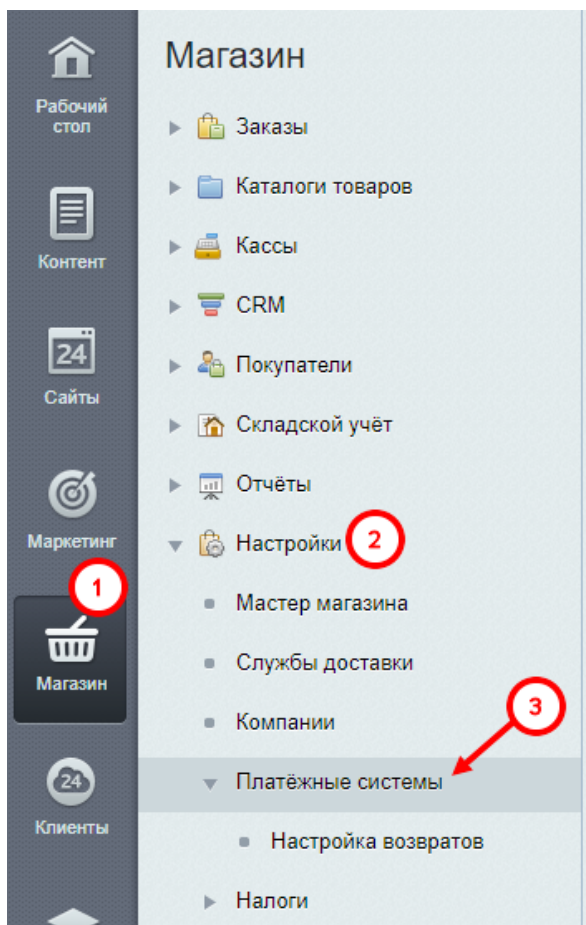 Рабочий
стол
Контент
24
Сайты
Маркетинг
1
Магазин
24
Клиенты
Магазин
Заказы
Каталоги товаров
Кассы
CRM
Покупатели
Складской учёт
Отчёты
Настройки 2
Мастер магазина
Службы доставки
Компании
3
Платёжные системы
Настройка возвратов
Налоги